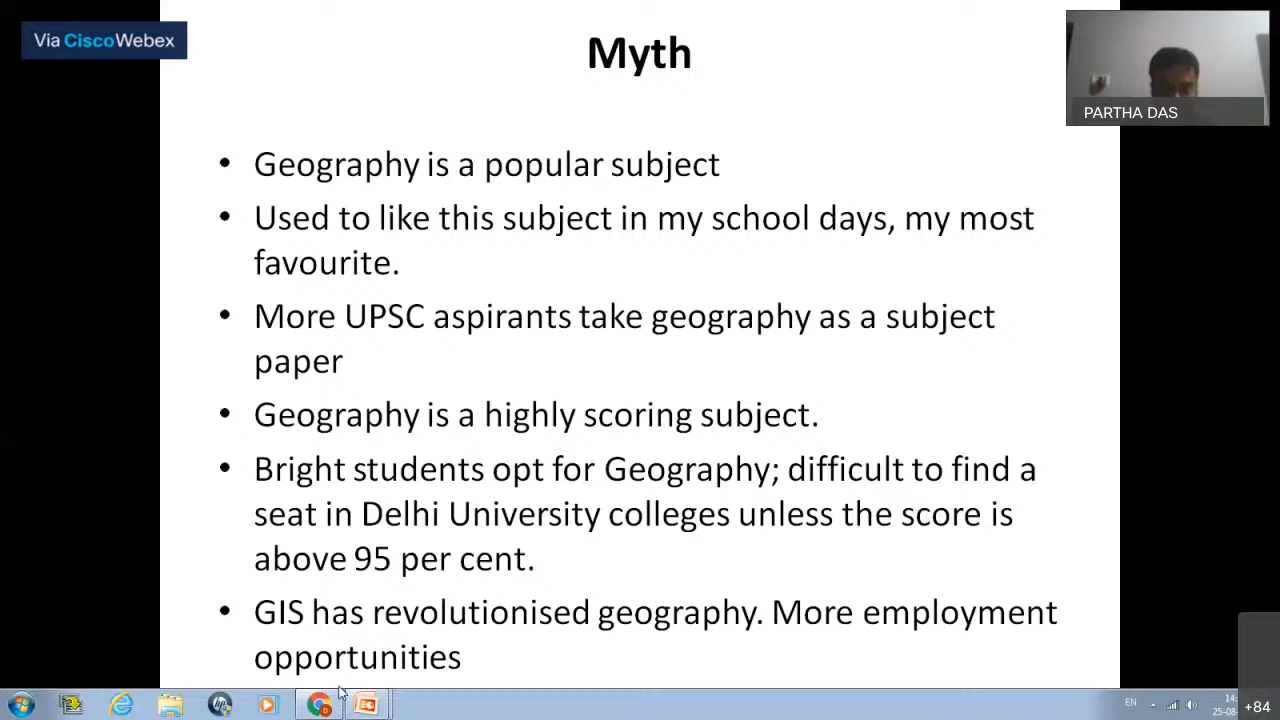 Via CiscoWebex
Myth
PARTHA DAS
• Geography is a popular subject
• Used to like this subject in my school days, my most
favourite.
• More UPSC aspirants take geography as a subject
paper
• Geography is a highly scoring subject.
• Bright students opt for Geography; difficult to find a
seat in Delhi University colleges unless the score is
above 95 per cent.
• GIS has revolutionised geography. More employment
opportunities
EN
14:
25-08-
+84